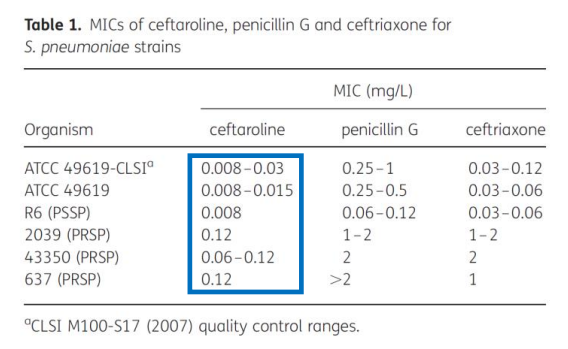 Table 1. MICs of ceftaroline, penicillin G and ceftriaxone for
S. pneumoniae strains
MIC (mg/L)
Organism ceftaroline penicillin G ceftriaxone
ATCC 49619-CLSIᵃ 0.008–0.03 0.25–1 0.03–0.12
ATCC 49619 0.008–0.015 0.25–0.5 0.03–0.06
R6 (PSSP) 0.008 0.06–0.12 0.03–0.06
2039 (PRSP) 0.12 1–2 1–2
43350 (PRSP) 0.06–0.12 2 2
637 (PRSP) 0.12 >2 1
ᵃCLSI M100-S17 (2007) quality control ranges.